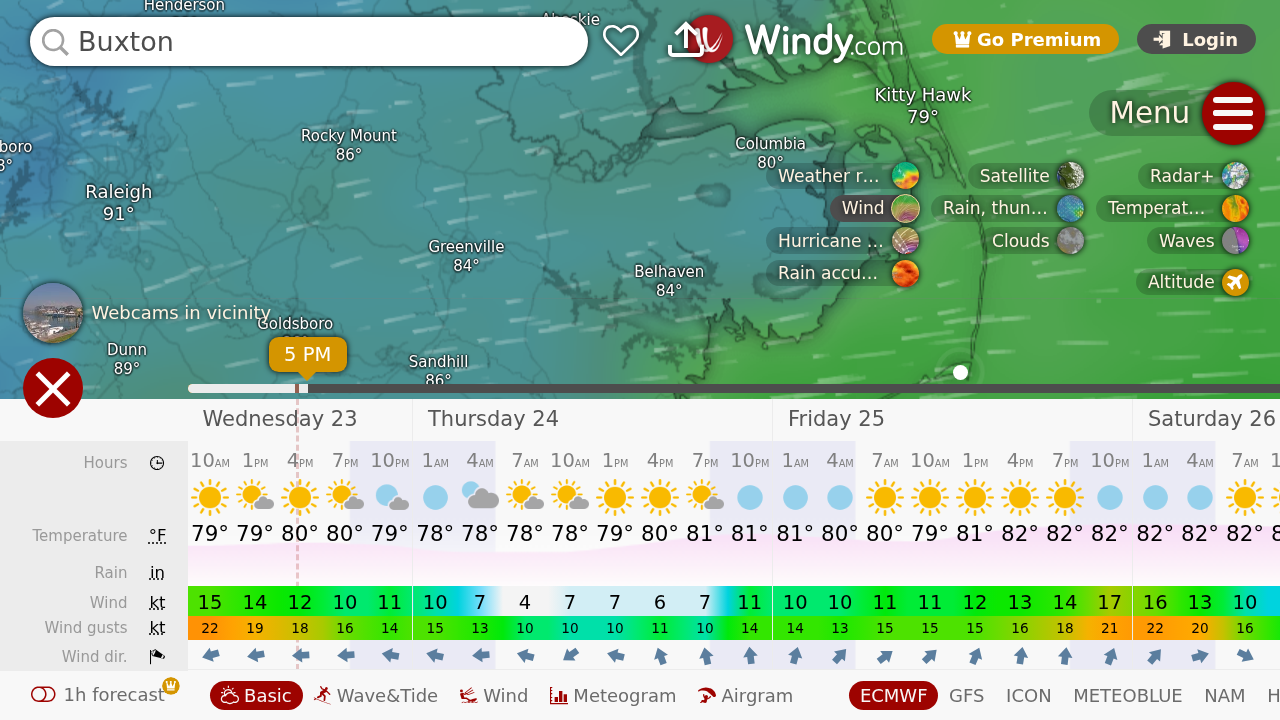 Henderson
Buxton
Windy.com
Go Premium
Login
Kitty Hawk
79°
Menu
Rocky Mount
86°
Columbia
80°
boro
Raleigh
91°
Weather r...
Satellite
Radar+
Wind
Rain, thun...
Temperat...
Hurricane ...
Clouds
Waves
Rain accu...
Altitude
Greenville
84°
Belhaven
84°
Webcams in vicinity
Goldsboro
5 PM
Dunn
89°
Sandhill
86°
Wednesday 23
Thursday 24
Friday 25
Saturday 26
Hours 10AM 1PM 4PM 7PM 10PM 1AM 4AM 7AM 10AM 1PM 4PM 7PM 10PM 1AM 4AM 7AM 10AM 1PM 4PM 7PM 10PM 1AM 4AM 7AM 1
Temperature °F 79° 79° 80° 80° 79° 78° 78° 78° 78° 79° 80° 81° 81° 81° 80° 80° 79° 81° 82° 82° 82° 82° 82° 82° 8
Rain in
Wind kt 15 14 12 10 11 10 7 4 7 7 6 7 11 10 10 11 11 12 13 14 17 16 13 10
Wind gusts kt 22 19 18 16 14 15 13 10 10 10 11 10 14 14 13 15 15 15 16 18 21 22 20 16
Wind dir.
1h forecast
Basic
Wave&Tide
Wind
Meteogram
Airgram
ECMWF
GFS
ICON
METEOBLUE
NAM
H